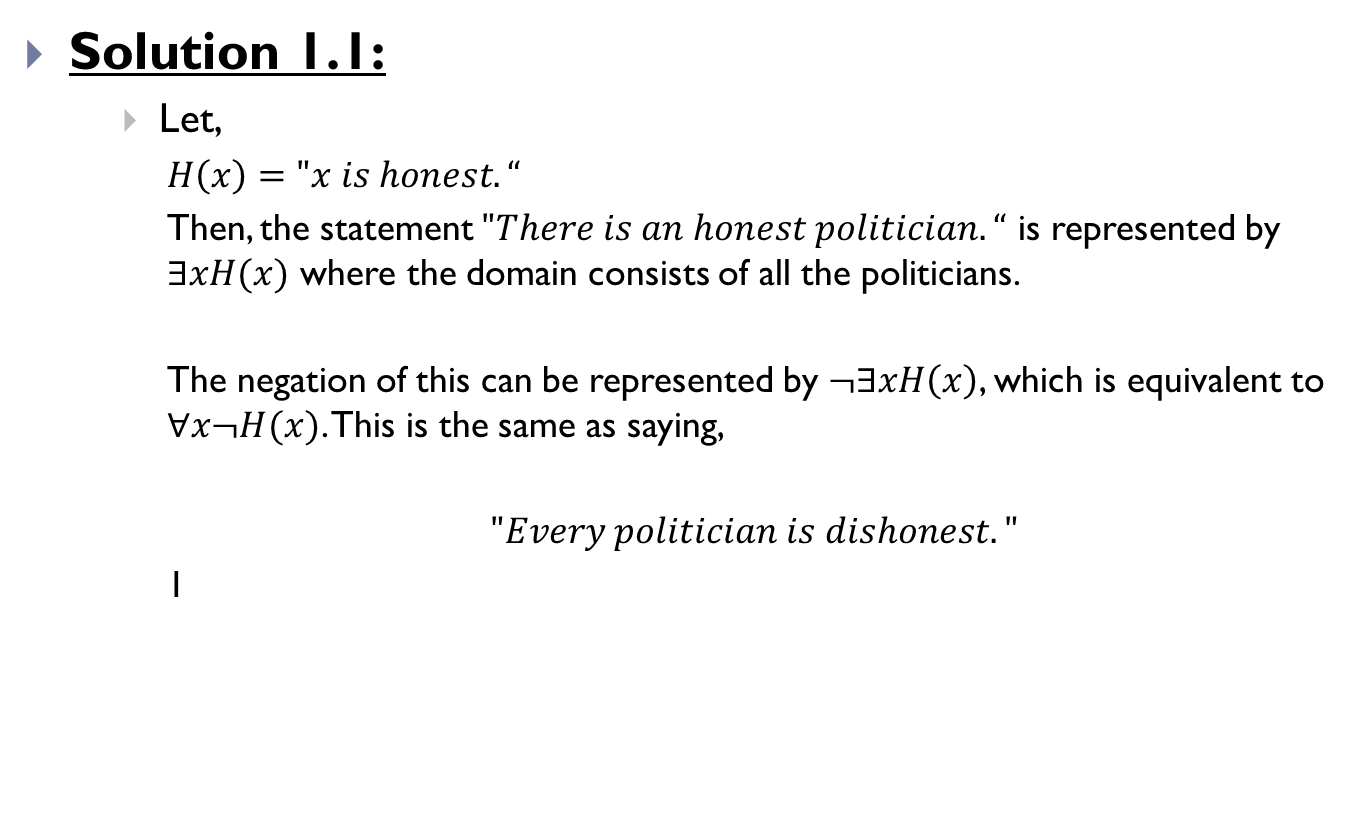 Solution 1.1:
Let,
H(x) = "x is honest.“
Then, the statement "There is an honest politician.“ is represented by
∃xH(x) where the domain consists of all the politicians.
The negation of this can be represented by ¬∃xH(x), which is equivalent to
∀x¬H(x). This is the same as saying,
"Every politician is dishonest."
1